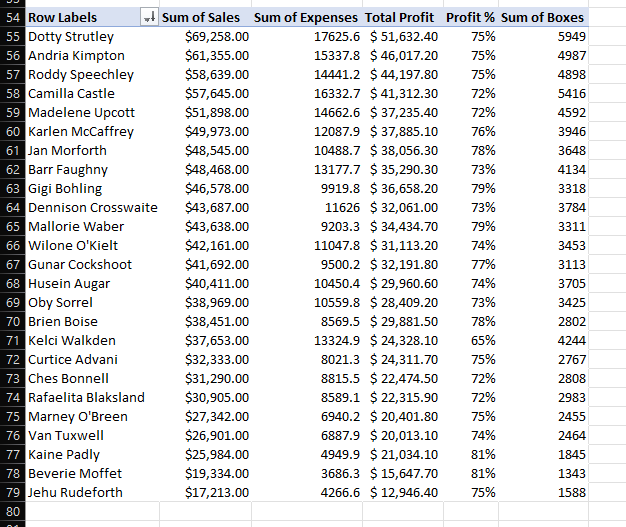 54 Row Labels Sum of Sales Sum of Expenses Total Profit Profit % Sum of Boxes
55 Dotty Strutley $69,258.00 17625.6 $ 51,632.40 75% 5949
56 Andria Kimpton $61,355.00 15337.8 $ 46,017.20 75% 4987
57 Roddy Speechley $58,639.00 14441.2 $ 44,197.80 75% 4898
58 Camilla Castle $57,645.00 16332.7 $ 41,312.30 72% 5416
59 Madelene Upcott $51,898.00 14662.6 $ 37,235.40 72% 4592
60 Karlen McCaffrey $49,973.00 12087.9 $ 37,885.10 76% 3946
61 Jan Morforth $48,545.00 10488.7 $ 38,056.30 78% 3648
62 Barr Faughny $48,468.00 13177.7 $ 35,290.30 73% 4134
63 Gigi Bohling $46,578.00 9919.8 $ 36,658.20 79% 3318
64 Dennison Crosswaite $43,687.00 11626 $ 32,061.00 73% 3784
65 Mallorie Waber $43,638.00 9203.3 $ 34,434.70 79% 3311
66 Wilone O'Kielt $42,161.00 11047.8 $ 31,113.20 74% 3453
67 Gunar Cockshoot $41,692.00 9500.2 $ 32,191.80 77% 3113
68 Husein Augar $40,411.00 10450.4 $ 29,960.60 74% 3705
69 Oby Sorrel $38,969.00 10559.8 $ 28,409.20 73% 3425
70 Brien Boise $38,451.00 8569.5 $ 29,881.50 78% 2802
71 Kelci Walkden $37,653.00 13324.9 $ 24,328.10 65% 4244
72 Curtice Advani $32,333.00 8021.3 $ 24,311.70 75% 2767
73 Ches Bonnell $31,290.00 8815.5 $ 22,474.50 72% 2808
74 Rafaelita Blaksland $30,905.00 8589.1 $ 22,315.90 72% 2983
75 Marney O'Breen $27,342.00 6940.2 $ 20,401.80 75% 2455
76 Van Tuxwell $26,901.00 6887.9 $ 20,013.10 74% 2464
77 Kaine Padly $25,984.00 4949.9 $ 21,034.10 81% 1845
78 Beverie Moffet $19,334.00 3686.3 $ 15,647.70 81% 1343
79 Jehu Rudeforth $17,213.00 4266.6 $ 12,946.40 75% 1588
80